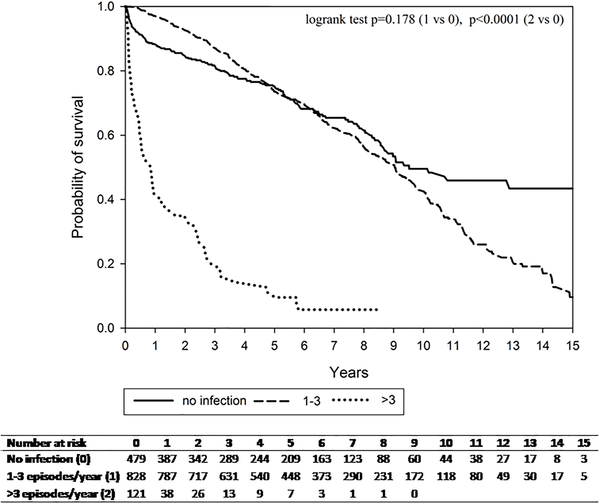 logrank test p=0.178 (1 vs 0), p<0.0001 (2 vs 0)
1.0
0.8
0.6
0.4
0.2
0.0
Probability of survival
0 1 2 3 4 5 6 7 8 9 10 11 12 13 14 15
Years
no infection 1-3 >3
Number at risk 0 1 2 3 4 5 6 7 8 9 10 11 12 13 14 15
No infection (0) 479 387 342 289 244 209 163 123 88 60 44 38 27 17 8 3
1-3 episodes/year (1) 828 787 717 631 540 448 373 290 231 172 118 80 49 30 17 5
>3 episodes/year (2) 121 38 26 13 9 7 3 1 1 0